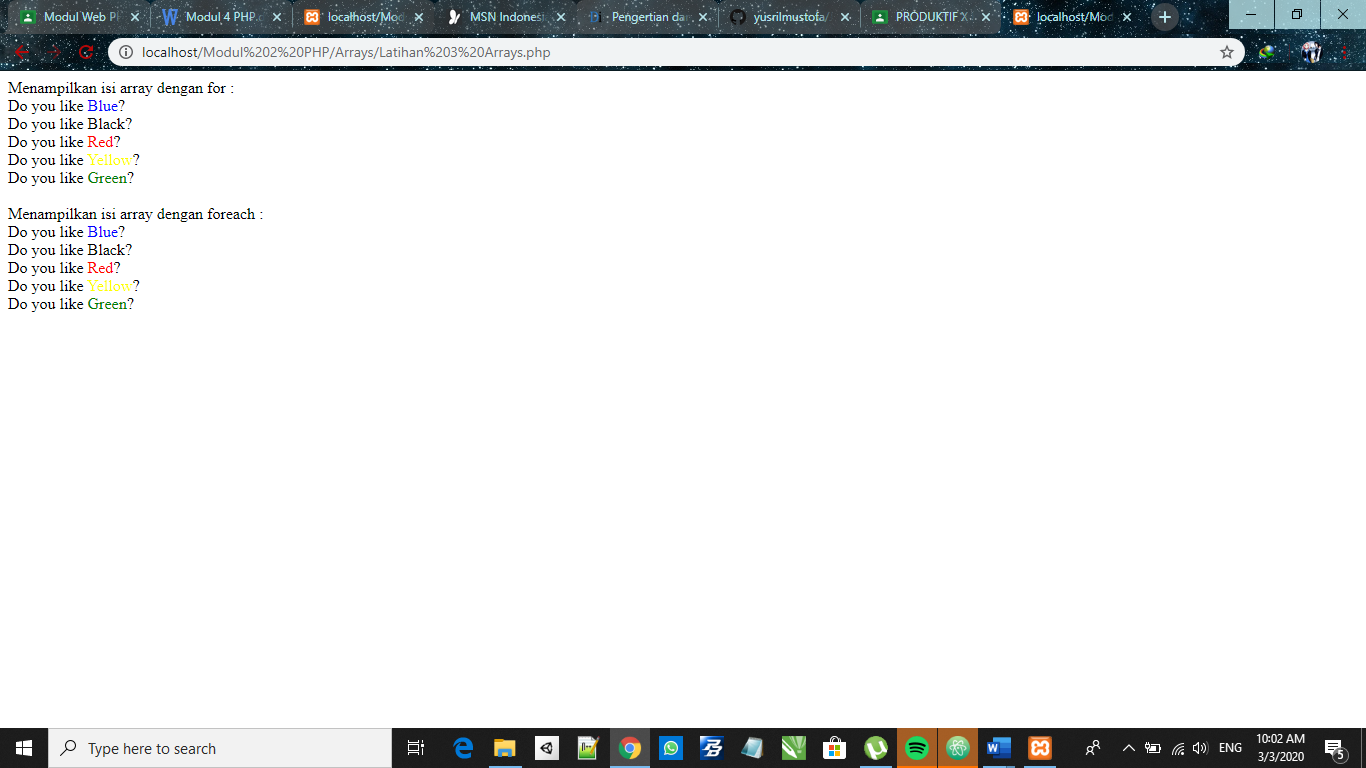 Modul Web P
Modul 4 PHP.
localhost/Mod
MSN Indones
Pengertian da
yusrilmustofa/
PRODUKTIF X
localhost/Mod
localhost/Modul%202%20PHP/Arrays/Latihan%203%20Arrays.php
Menampilkan isi array dengan for :
Do you like Blue?
Do you like Black?
Do you like Red?
Do you like Yellow?
Do you like Green?
Menampilkan isi array dengan foreach :
Do you like Blue?
Do you like Black?
Do you like Red?
Do you like Yellow?
Do you like Green?
Type here to search
ENG
10:02 AM
3/3/2020
5